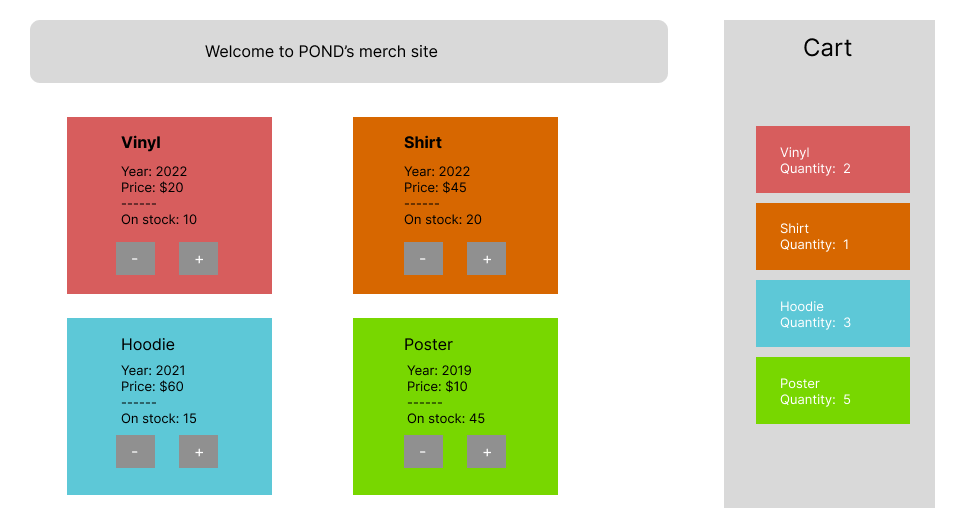 Welcome to POND’s merch site
Cart
Vinyl
Year: 2022
Price: $20
------
On stock: 10
- +
Shirt
Year: 2022
Price: $45
------
On stock: 20
- +
Hoodie
Year: 2021
Price: $60
------
On stock: 15
- +
Poster
Year: 2019
Price: $10
------
On stock: 45
- +
Vinyl
Quantity: 2
Shirt
Quantity: 1
Hoodie
Quantity: 3
Poster
Quantity: 5